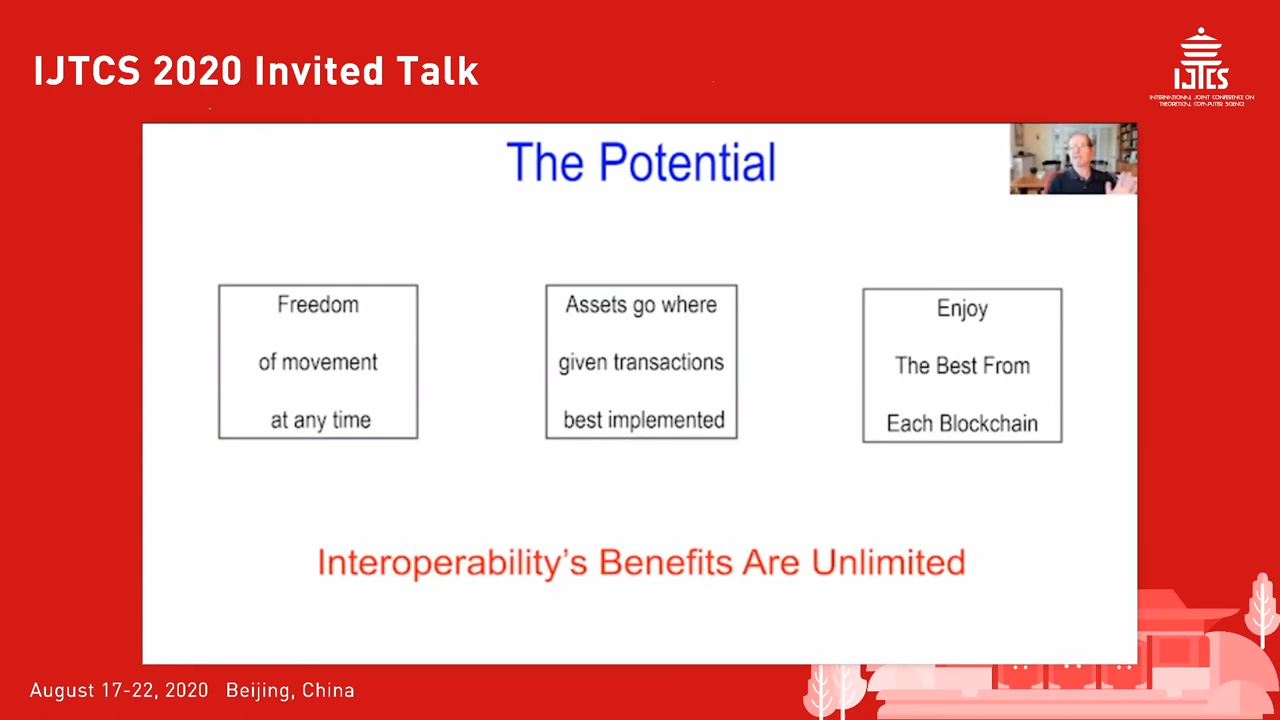 IJTCS 2020 Invited Talk
IJTCS
INTERNATIONAL JOINT CONFERENCE ON
THEORETICAL COMPUTER SCIENCE
The Potential
Freedom
of movement
at any time
Assets go where
given transactions
best implemented
Enjoy
The Best From
Each Blockchain
Interoperability's Benefits Are Unlimited
August 17-22, 2020 Beijing, China